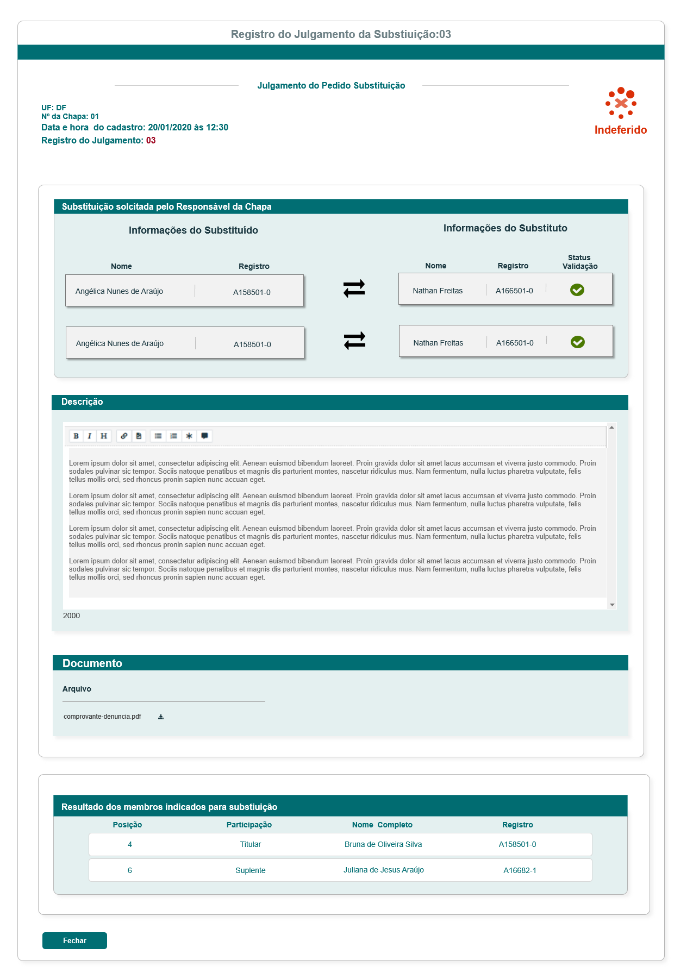 Registro do Julgamento da Substiuição:03
Julgamento do Pedido Substituição
UF: DF
Nº da Chapa: 01
Data e hora do cadastro: 20/01/2020 às 12:30
Registro do Julgamento: 03
Indeferido
Substituição solcitada pelo Responsável da Chapa
Informações do Substituído
Informações do Substituto
Nome Registro
Nome Registro Status Validação
Angélica Nunes de Araújo A158501-0
Nathan Freitas A166501-0
Angélica Nunes de Araújo A158501-0
Nathan Freitas A166501-0
Descrição
B I H
Lorem ipsum dolor sit amet, consectetur adipiscing elit. Aenean euismod bibendum laoreet. Proin gravida dolor sit amet lacus accumsan et viverra justo commodo. Proin
sodales pulvinar sic tempor. Sociis natoque penatibus et magnis dis parturient montes, nascetur ridiculus mus. Nam fermentum, nulla luctus pharetra vulputate, felis
tellus mollis orci, sed rhoncus pronin sapien nunc accuan eget.
Lorem ipsum dolor sit amet, consectetur adipiscing elit. Aenean euismod bibendum laoreet. Proin gravida dolor sit amet lacus accumsan et viverra justo commodo. Proin
sodales pulvinar sic tempor. Sociis natoque penatibus et magnis dis parturient montes, nascetur ridiculus mus. Nam fermentum, nulla luctus pharetra vulputate, felis
tellus mollis orci, sed rhoncus pronin sapien nunc accuan eget.
Lorem ipsum dolor sit amet, consectetur adipiscing elit. Aenean euismod bibendum laoreet. Proin gravida dolor sit amet lacus accumsan et viverra justo commodo. Proin
sodales pulvinar sic tempor. Sociis natoque penatibus et magnis dis parturient montes, nascetur ridiculus mus. Nam fermentum, nulla luctus pharetra vulputate, felis
tellus mollis orci, sed rhoncus pronin sapien nunc accuan eget.
Lorem ipsum dolor sit amet, consectetur adipiscing elit. Aenean euismod bibendum laoreet. Proin gravida dolor sit amet lacus accumsan et viverra justo commodo. Proin
sodales pulvinar sic tempor. Sociis natoque penatibus et magnis dis parturient montes, nascetur ridiculus mus. Nam fermentum, nulla luctus pharetra vulputate, felis
tellus mollis orci, sed rhoncus pronin sapien nunc accuan eget.
2000
Documento
Arquivo
comprovante-denuncia.pdf
Resultado dos membros indicados para substiuição
Posição Participação Nome Completo Registro
4 Titular Bruna de Oliveira Silva A158501-0
6 Suplente Juliana de Jesus Araújo A16682-1
Fechar